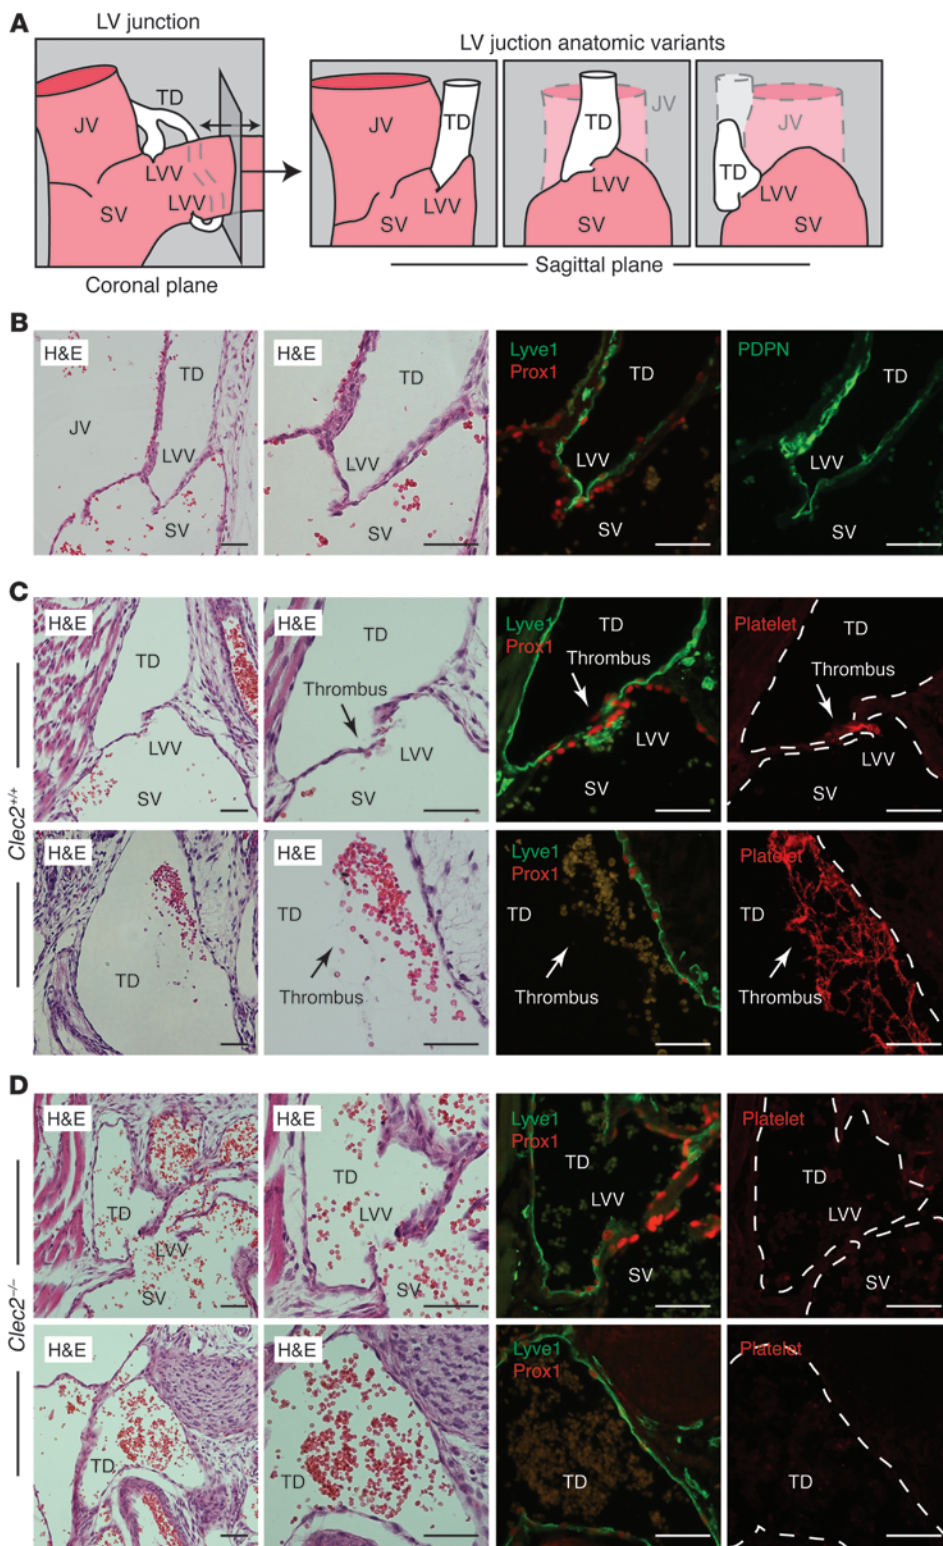 A
LV junction
LV juction anatomic variants
TD
JV
LVV
SV
LVV
Coronal plane
JV
TD
LVV
SV
TD
JV
LVV
SV
JV
TD
LVV
SV
Sagittal plane
B
H&E
TD
JV
LVV
SV
H&E
TD
LVV
SV
Lyve1
Prox1
TD
LVV
SV
PDPN
TD
LVV
SV
C
Clec2+/+
H&E
TD
LVV
SV
H&E
TD
Thrombus
LVV
SV
Lyve1
Prox1
TD
Thrombus
LVV
SV
Platelet
TD
Thrombus
LVV
SV
H&E
TD
H&E
TD
Thrombus
Lyve1
Prox1
TD
Thrombus
Platelet
TD
Thrombus
D
Clec2−/−
H&E
TD
LVV
SV
H&E
TD
LVV
SV
Lyve1
Prox1
TD
LVV
SV
Platelet
TD
LVV
SV
H&E
TD
H&E
TD
Lyve1
Prox1
TD
Platelet
TD